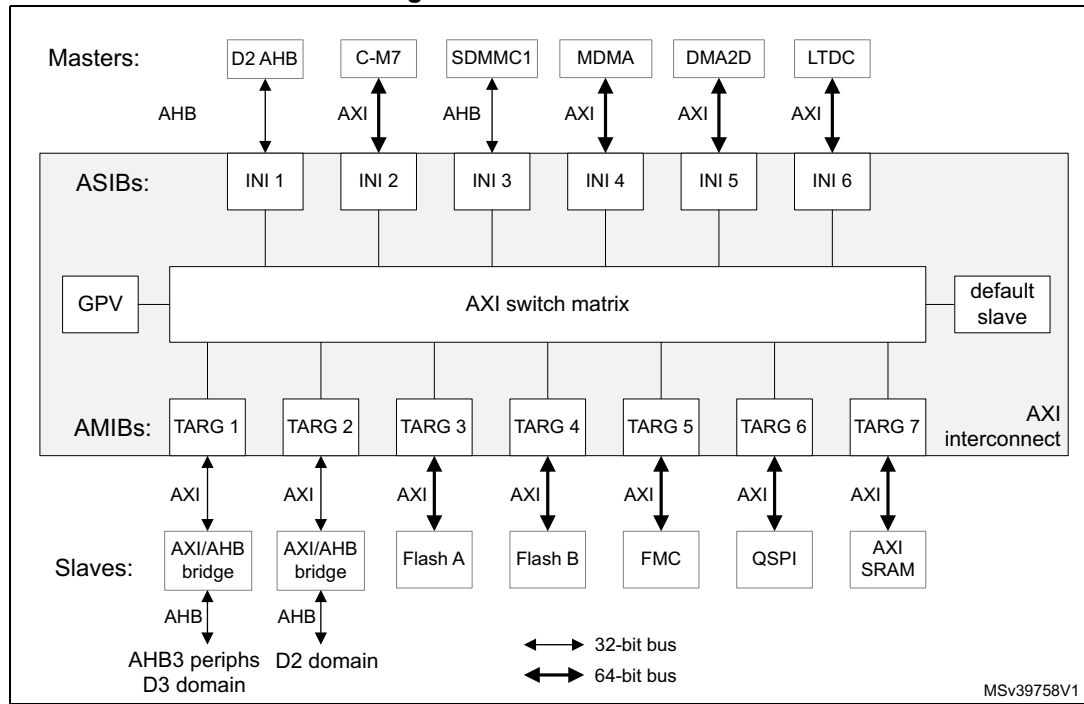 Masters:
D2 AHB
C-M7
SDMMC1
MDMA
DMA2D
LTDC
AHB
AXI
AHB
AXI
AXI
AXI
ASIBs:
INI 1
INI 2
INI 3
INI 4
INI 5
INI 6
GPV
AXI switch matrix
default
slave
AMIBs:
TARG 1
TARG 2
TARG 3
TARG 4
TARG 5
TARG 6
TARG 7
AXI
interconnect
AXI
AXI
AXI
AXI
AXI
AXI
AXI
Slaves:
AXI/AHB
bridge
AXI/AHB
bridge
Flash A
Flash B
FMC
QSPI
AXI
SRAM
AHB
AHB
AHB3 periphs
D3 domain
D2 domain
32-bit bus
64-bit bus
MSv39758V1